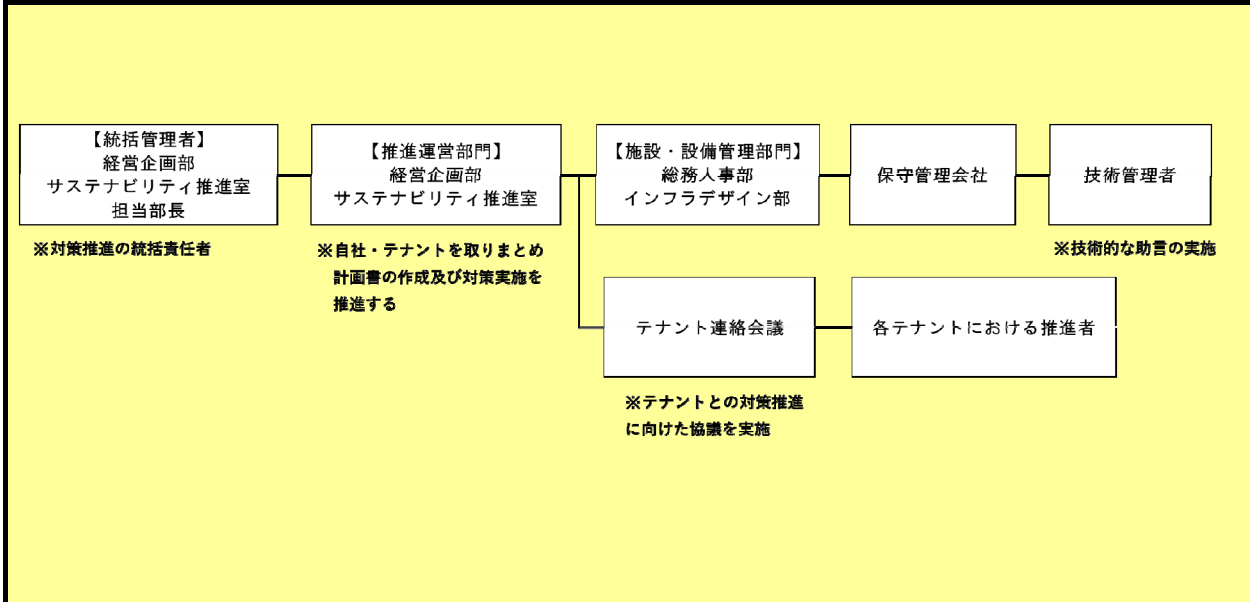 【統括管理者】
経営企画部
サステナビリティ推進室
担当部長
※対策推進の統括責任者
【推進運営部門】
経営企画部
サステナビリティ推進室
※自社・テナントを取りまとめ
計画書の作成及び対策実施を
推進する
【施設・設備管理部門】
総務人事部
インフラデザイン部
保守管理会社
技術管理者
※技術的な助言の実施
テナント連絡会議
※テナントとの対策推進
に向けた協議を実施
各テナントにおける推進者